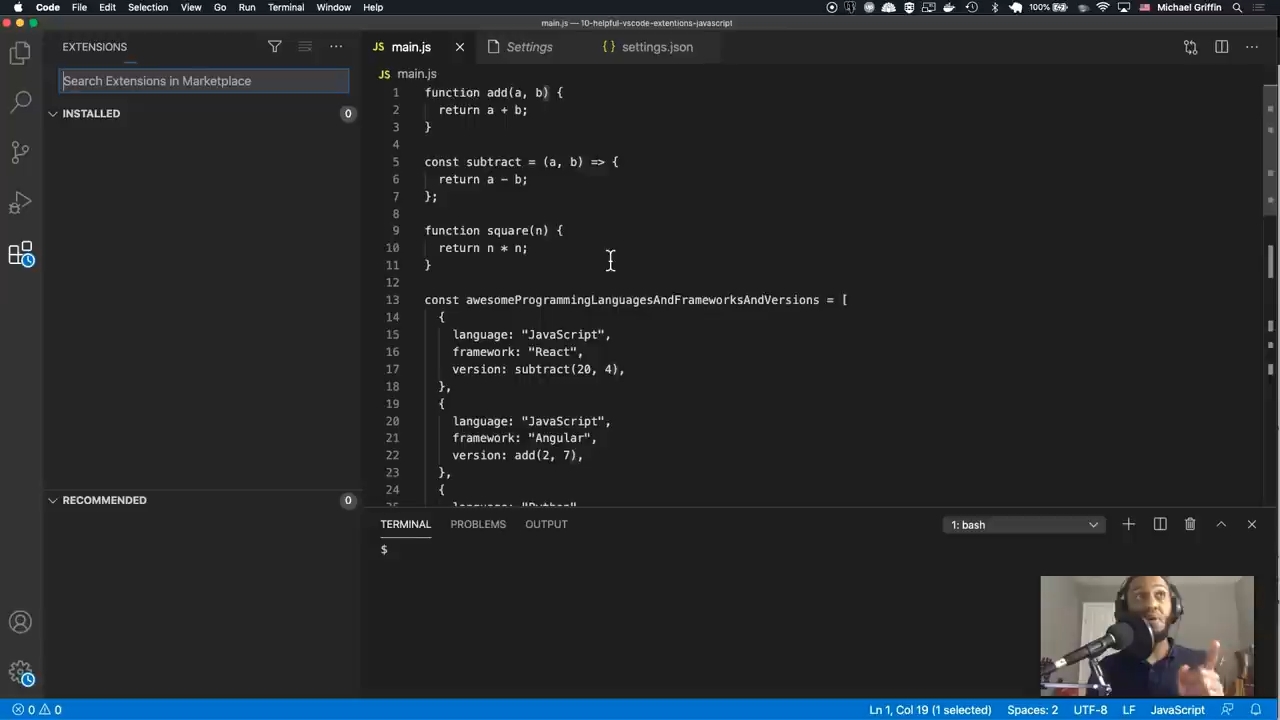 Code File Edit Selection View Go Run Terminal Window Help 100% Michael Griffin
main.js — 10-helpful-vscode-extentions-javascript
EXTENSIONS
main.js Settings {} settings.json
Search Extensions in Marketplace
INSTALLED 0
RECOMMENDED 0
JS main.js
1 function add(a, b) {
2 return a + b;
3 }
4
5 const subtract = (a, b) => {
6 return a - b;
7 };
8
9 function square(n) {
10 return n * n;
11 }
12
13 const awesomeProgrammingLanguagesAndFrameworksAndVersions = [
14 {
15 language: "JavaScript",
16 framework: "React",
17 version: subtract(20, 4),
18 },
19 {
20 language: "JavaScript",
21 framework: "Angular",
22 version: add(2, 7),
23 },
24 {
language: "Python"
TERMINAL PROBLEMS OUTPUT 1: bash
$
0 0 Ln 1, Col 19 (1 selected) Spaces: 2 UTF-8 LF JavaScript